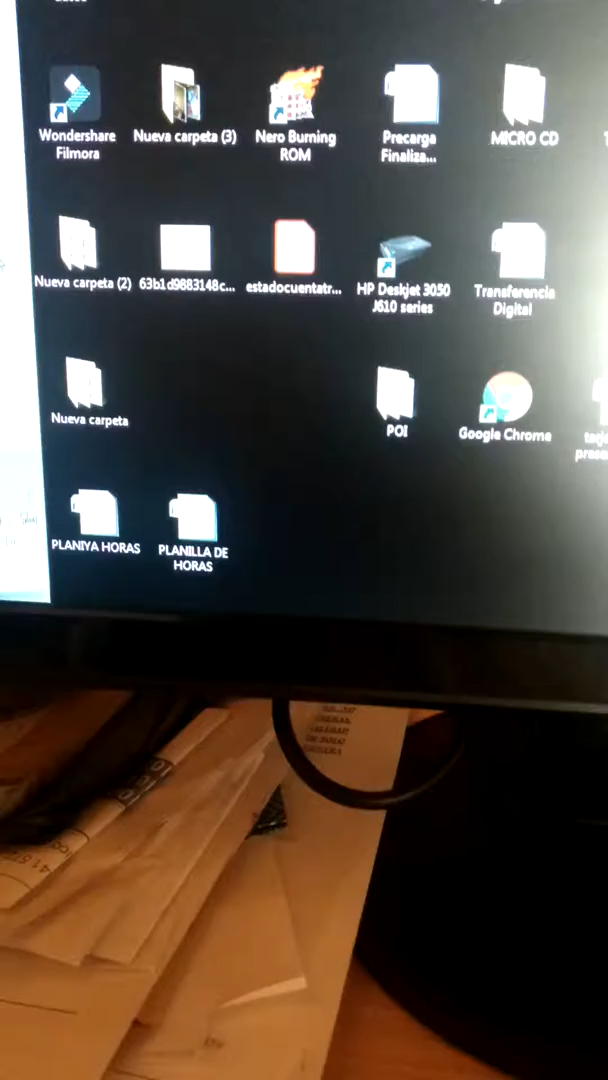 Wondershare
Filmora
Nueva carpeta (3)
Nero Burning
ROM
Precarga
Finaliza...
MICRO CD
Nueva carpeta (2)
63b1d9883148c...
estadocuentatr...
HP Deskjet 3050
J610 series
Transferencia
Digital
Nueva carpeta
POI
Google Chrome
PLANIYA HORAS
PLANILLA DE
HORAS